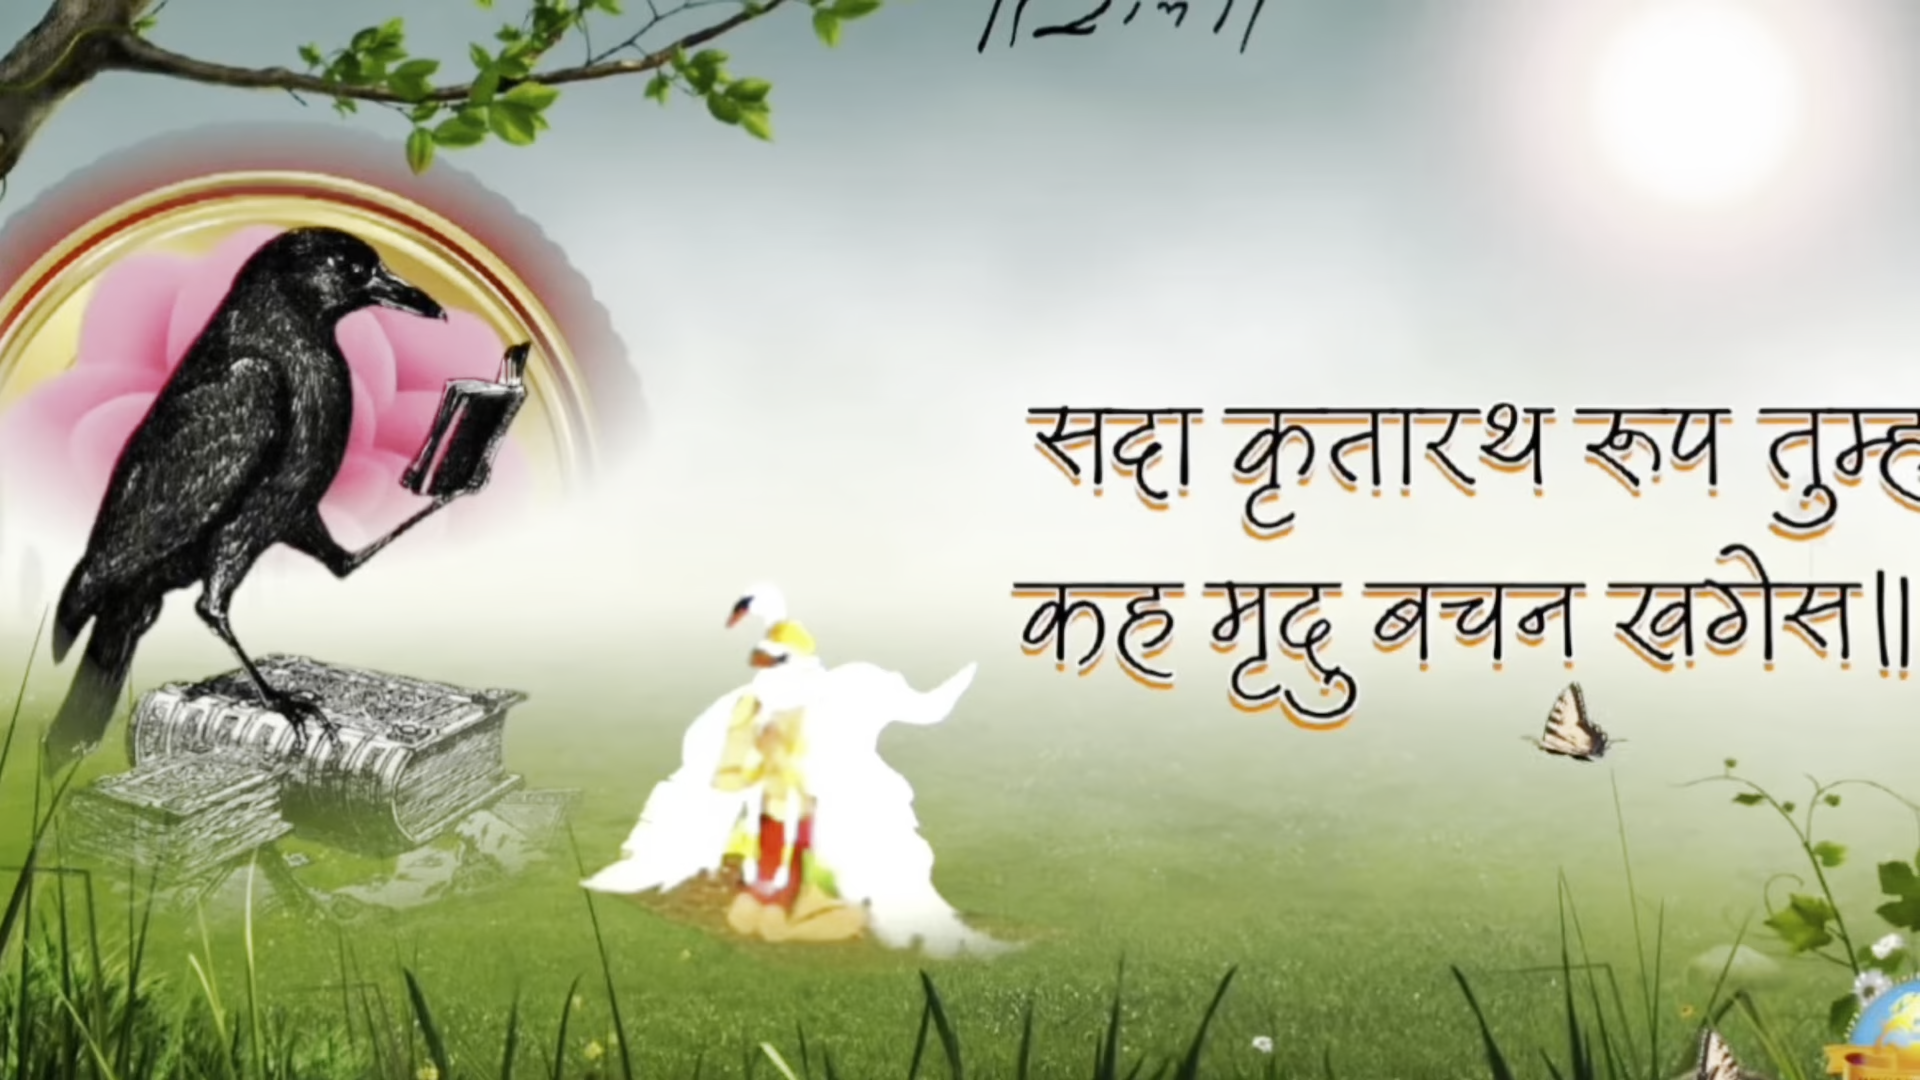 सदा कृतारथ रूप तुम्ह
कह मृदु बचन खगेस॥